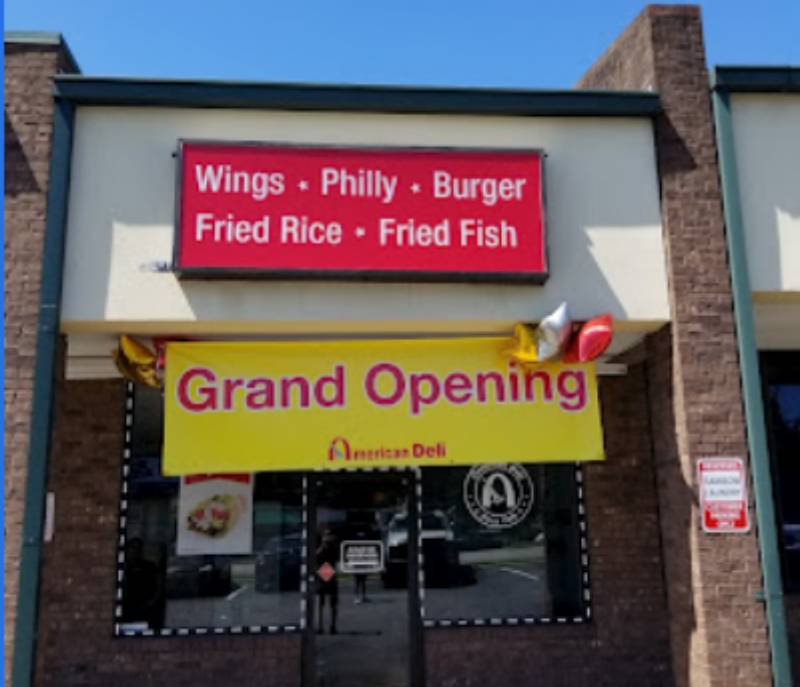 Wings * Philly * Burger
Fried Rice * Fried Fish
Grand Opening
American Deli